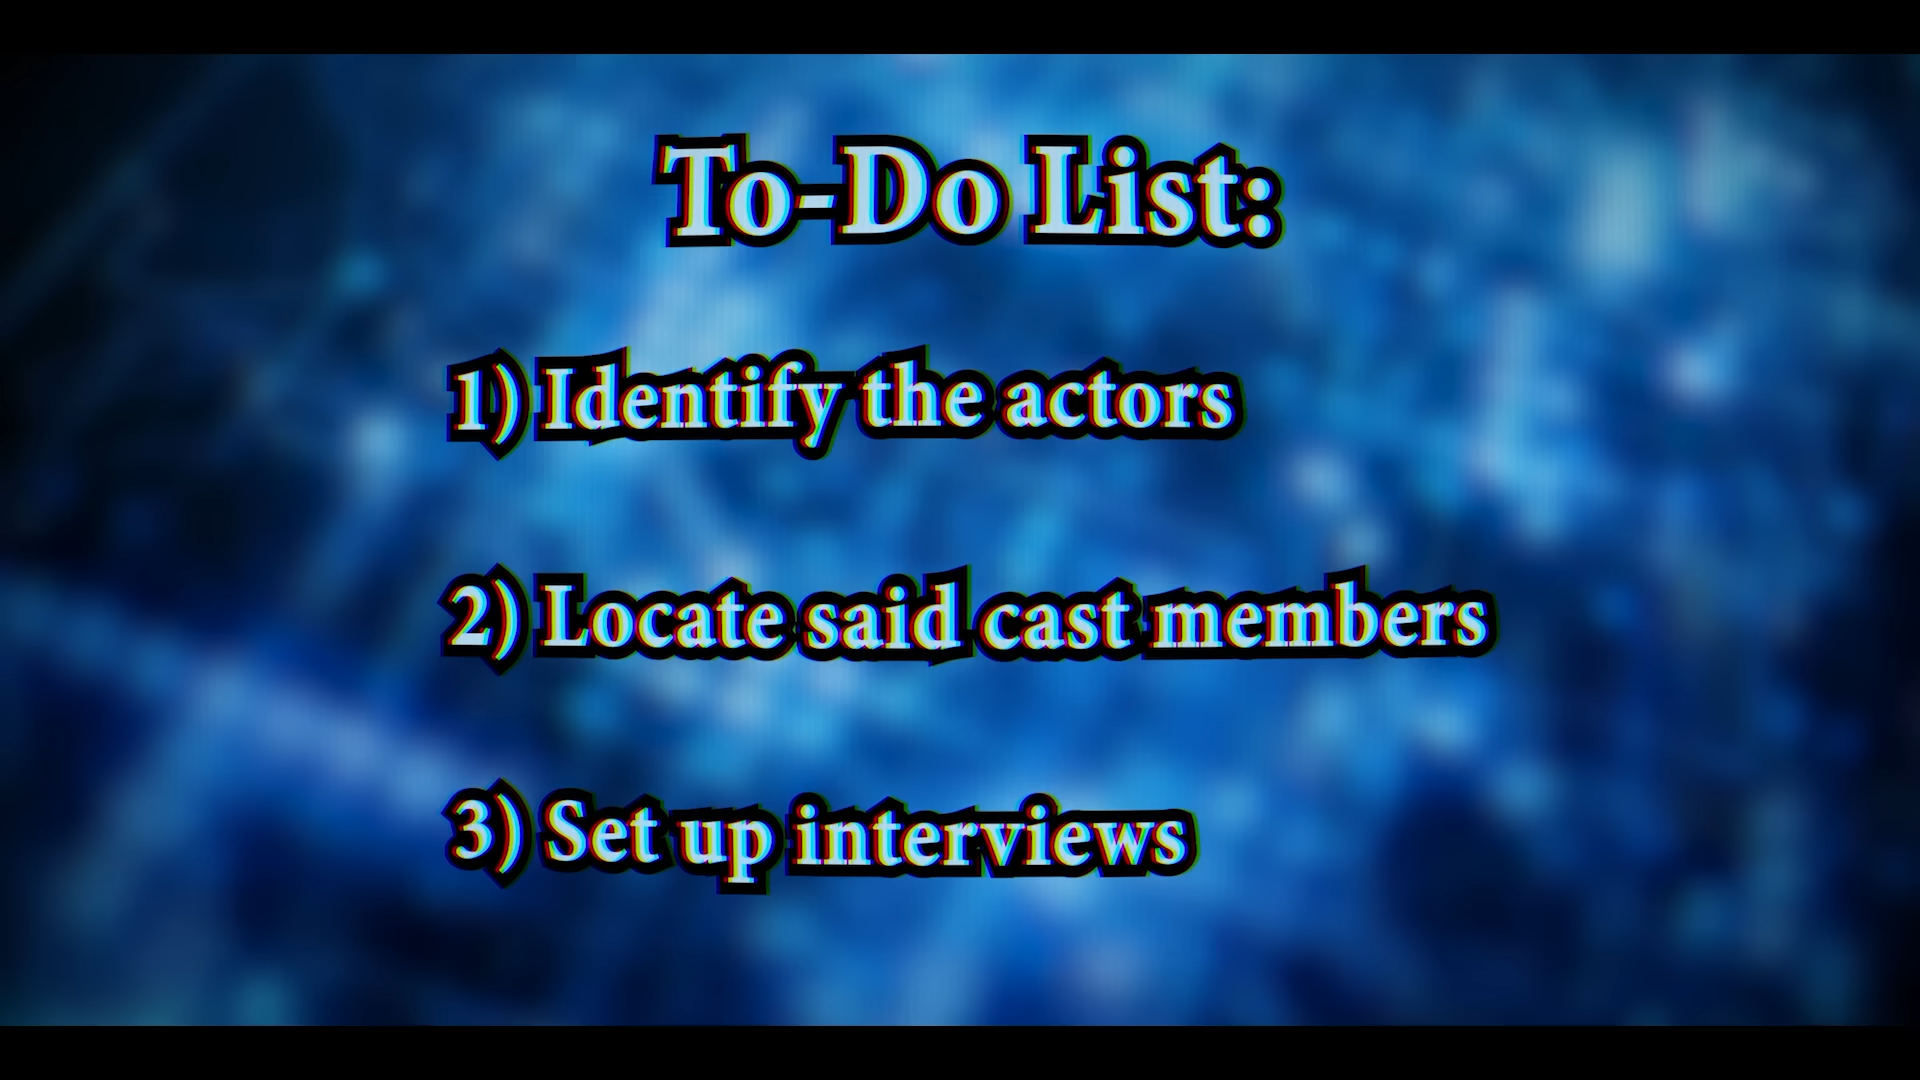 To-Do List:
1) Identify the actors
2) Locate said cast members
3) Set up interviews